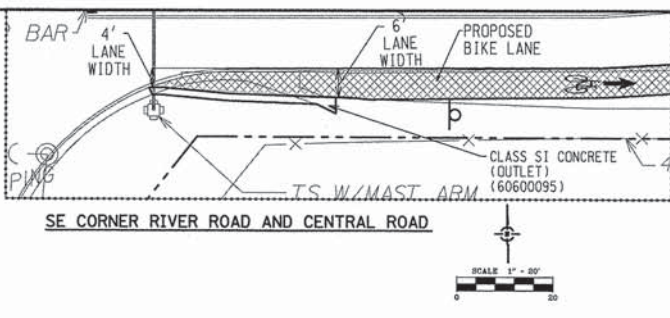 BAR
4'
LANE
WIDTH
6'
LANE
WIDTH
PROPOSED
BIKE LANE
C
PING
CLASS SI CONCRETE
(OUTLET)
(60600095)
4
TS W/MAST ARM
SE CORNER RIVER ROAD AND CENTRAL ROAD
SCALE 1" - 20'
0 20